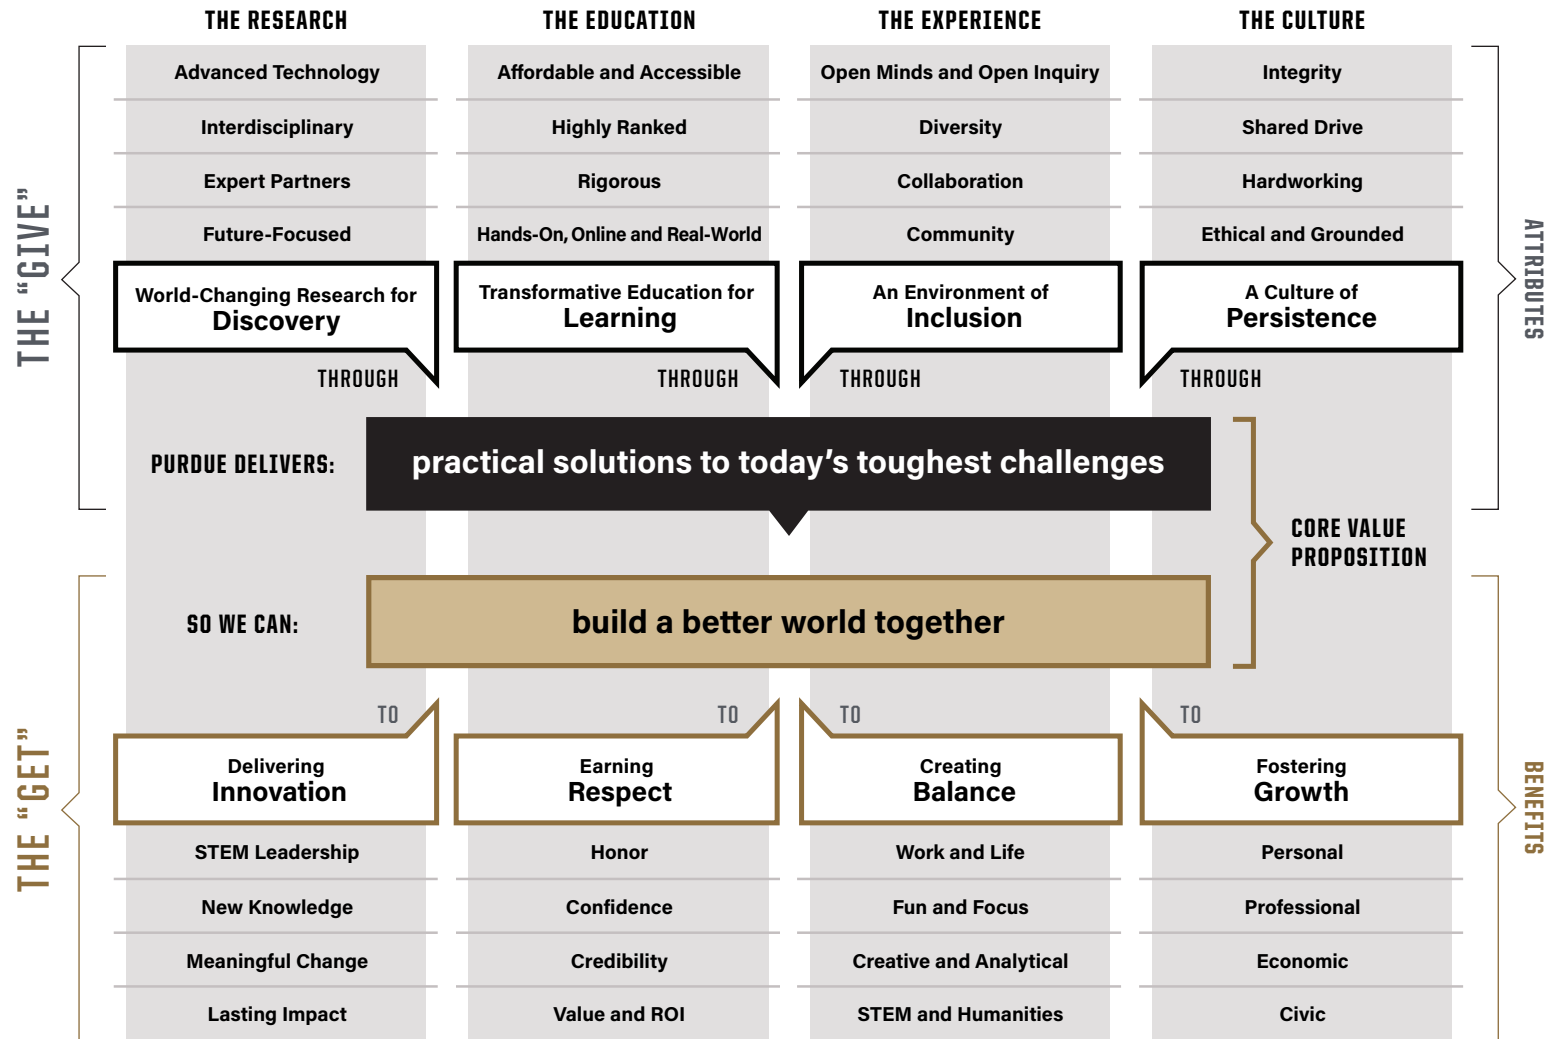 THE RESEARCH
THE EDUCATION
THE EXPERIENCE
THE CULTURE
THE “GIVE”
ATTRIBUTES
Advanced Technology
Affordable and Accessible
Open Minds and Open Inquiry
Integrity
Interdisciplinary
Highly Ranked
Diversity
Shared Drive
Expert Partners
Rigorous
Collaboration
Hardworking
Future-Focused
Hands-On, Online and Real-World
Community
Ethical and Grounded
World-Changing Research for
Discovery
Transformative Education for
Learning
An Environment of
Inclusion
A Culture of
Persistence
THROUGH
THROUGH
THROUGH
THROUGH
PURDUE DELIVERS:
practical solutions to today’s toughest challenges
CORE VALUE
PROPOSITION
SO WE CAN:
build a better world together
THE “GET”
BENEFITS
TO
TO
TO
TO
Delivering
Innovation
Earning
Respect
Creating
Balance
Fostering
Growth
STEM Leadership
Honor
Work and Life
Personal
New Knowledge
Confidence
Fun and Focus
Professional
Meaningful Change
Credibility
Creative and Analytical
Economic
Lasting Impact
Value and ROI
STEM and Humanities
Civic